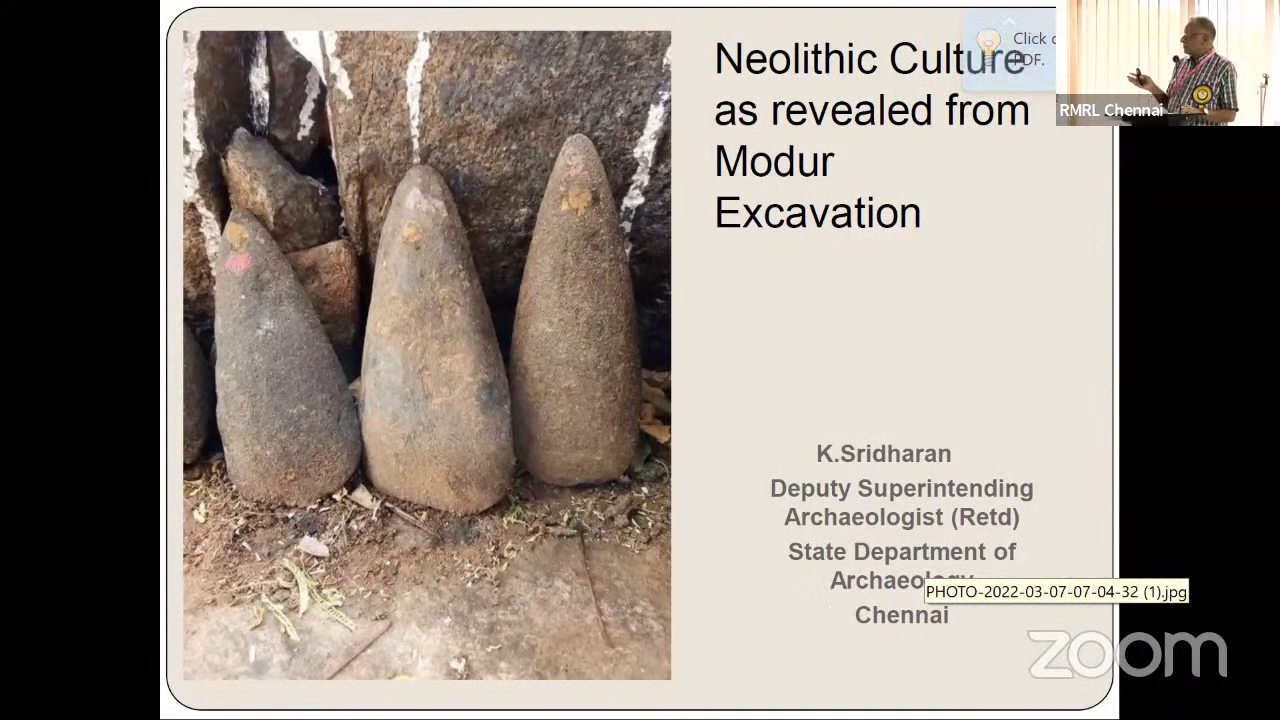 Neolithic Culture
as revealed from
Modur
Excavation
Click
PDF.
RMRL Chennai
K.Sridharan
Deputy Superintending
Archaeologist (Retd)
State Department of
Archaeology
PHOTO-2022-03-07-07-04-32 (1).jpg
Chennai
zoom